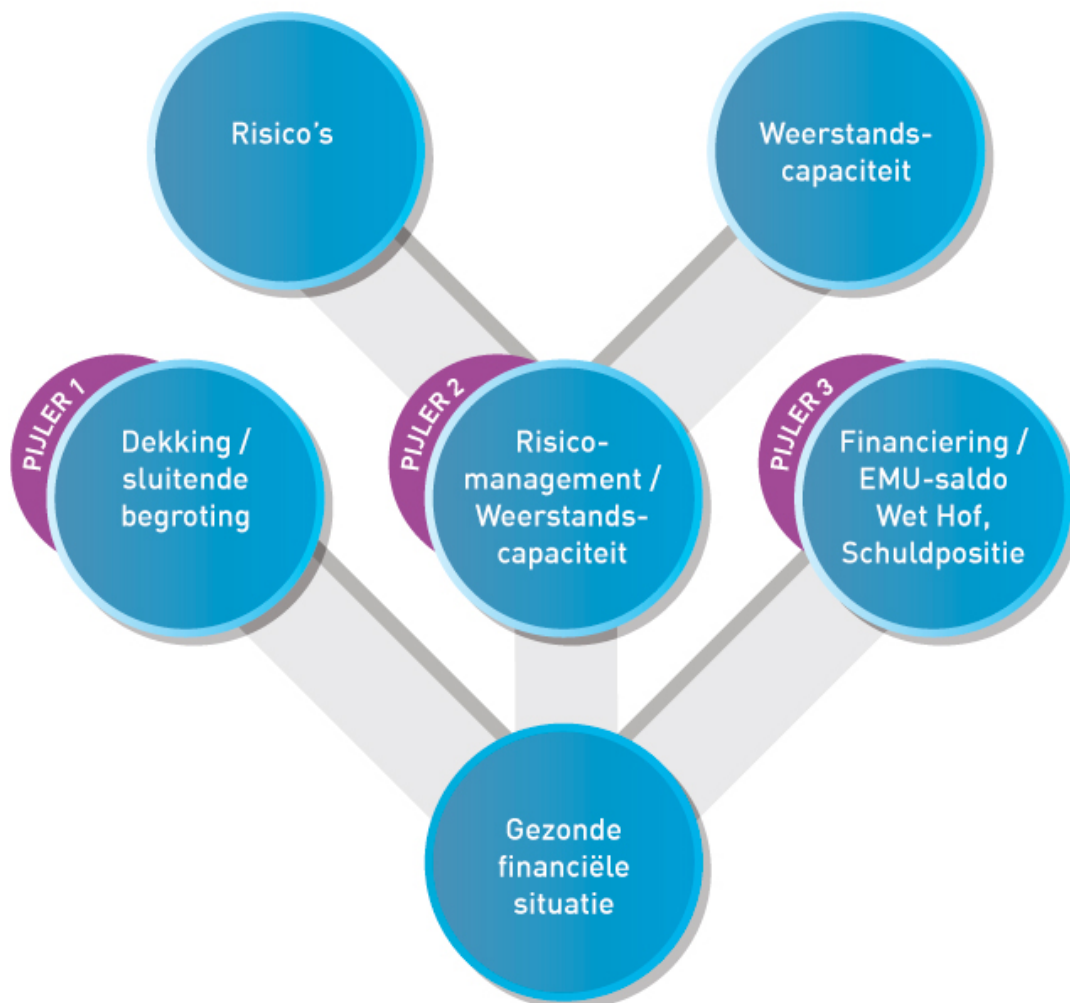 Risico's
Weerstands-
capaciteit
PIJLER 1
Dekking /
sluitende
begroting
PIJLER 2
Risico-
management /
Weerstands-
capaciteit
PIJLER 3
Financiering /
EMU-saldo
Wet Hof,
Schuldpositie
Gezonde
financiële
situatie